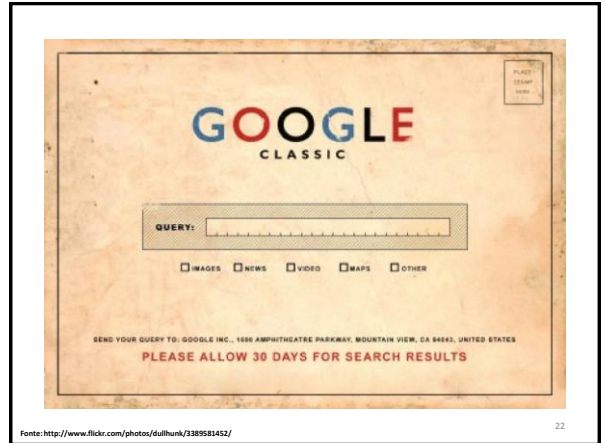 PLACE
STAMP
HERE
GOOGLE
CLASSIC
QUERY:
IMAGES NEWS VIDEO MAPS OTHER
SEND YOUR QUERY TO: GOOGLE INC., 1600 AMPHITHEATRE PARKWAY, MOUNTAIN VIEW, CA 94043, UNITED STATES
PLEASE ALLOW 30 DAYS FOR SEARCH RESULTS
22
Fonte: http://www.flickr.com/photos/dullhunk/3389581452/